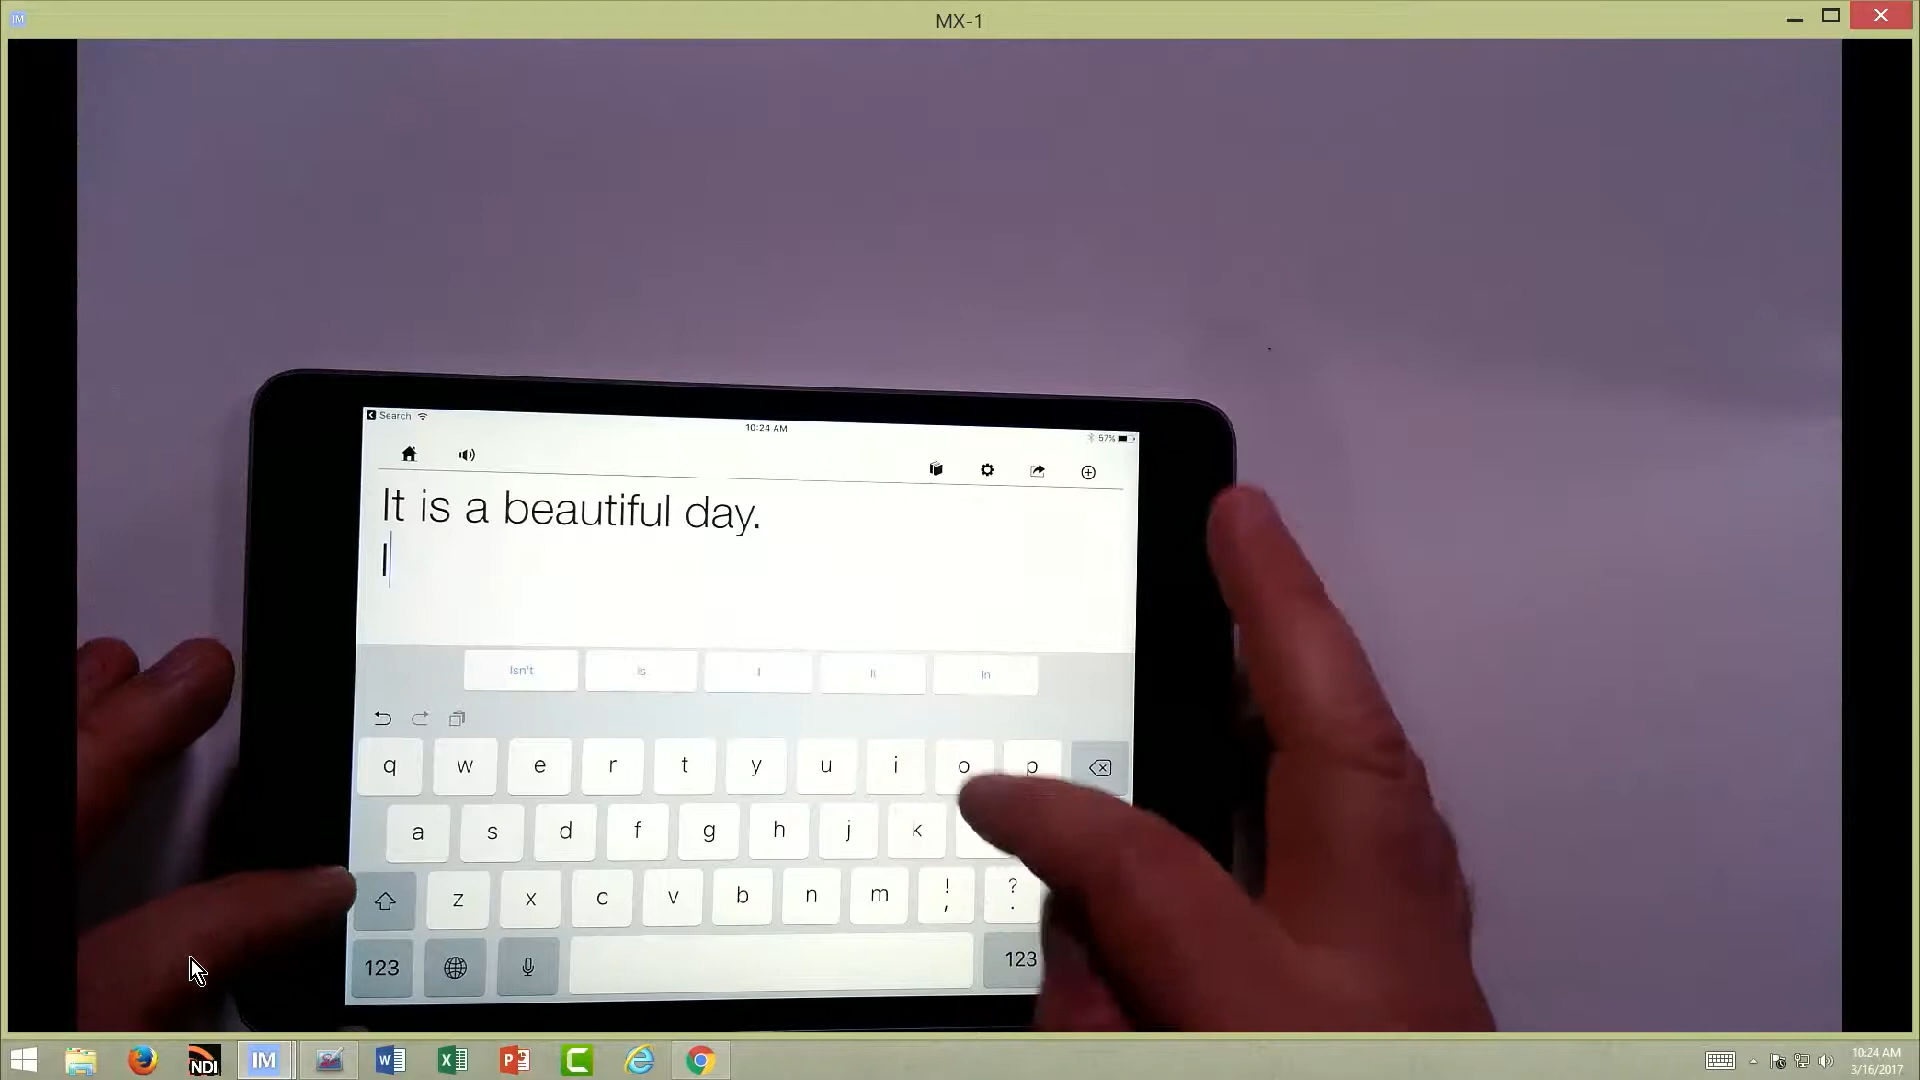 IM
MX-1
Search
10:24 AM
57%
It is a beautiful day.
I
Isn't Is I It In
q w e r t y u i o p
a s d f g h j k
z x c v b n m ! , ? .
123 123
NDI IM
10:24 AM
3/16/2017